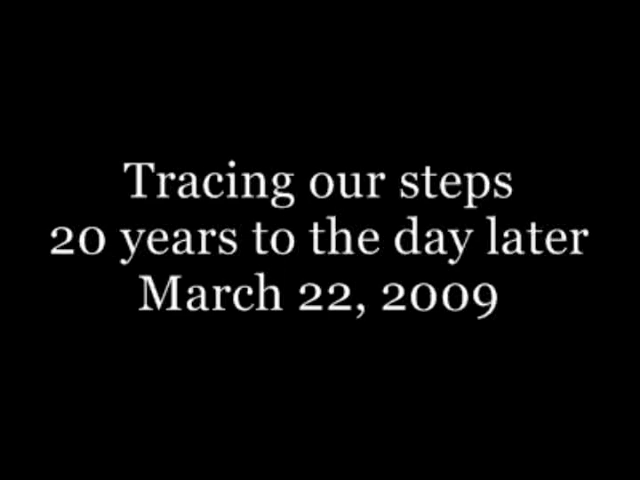 Tracing our steps
20 years to the day later
March 22, 2009